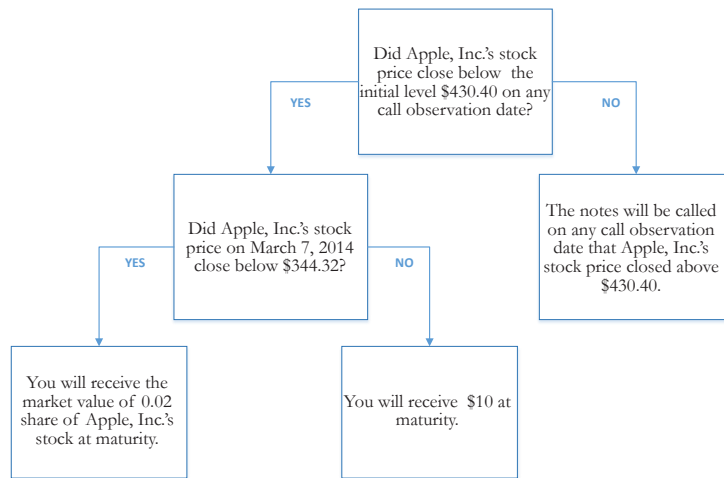 Did Apple, Inc.'s stock
price close below the
initial level $430.40 on any
call observation date?
YES
NO
Did Apple, Inc.'s stock
price on March 7, 2014
close below $344.32?
The notes will be called
on any call observation
date that Apple, Inc.'s
stock price closed above
$430.40.
YES
NO
You will receive the
market value of 0.02
share of Apple, Inc.'s
stock at maturity.
You will receive $10 at
maturity.